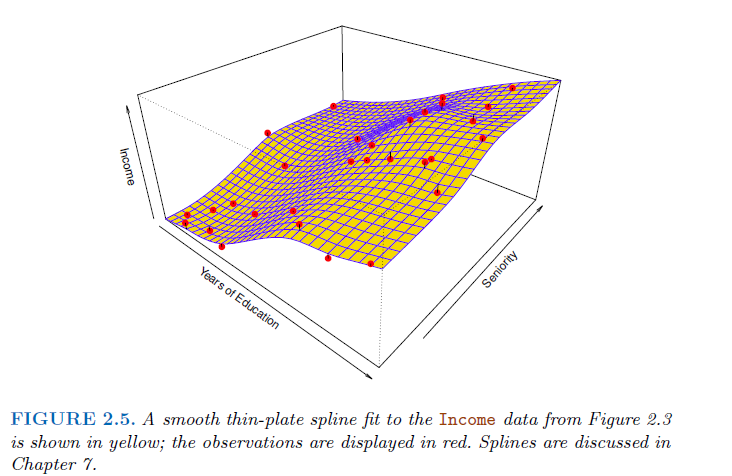 Income
Years of Education
Seniority
FIGURE 2.5. A smooth thin-plate spline fit to the Income data from Figure 2.3
is shown in yellow; the observations are displayed in red. Splines are discussed in
Chapter 7.